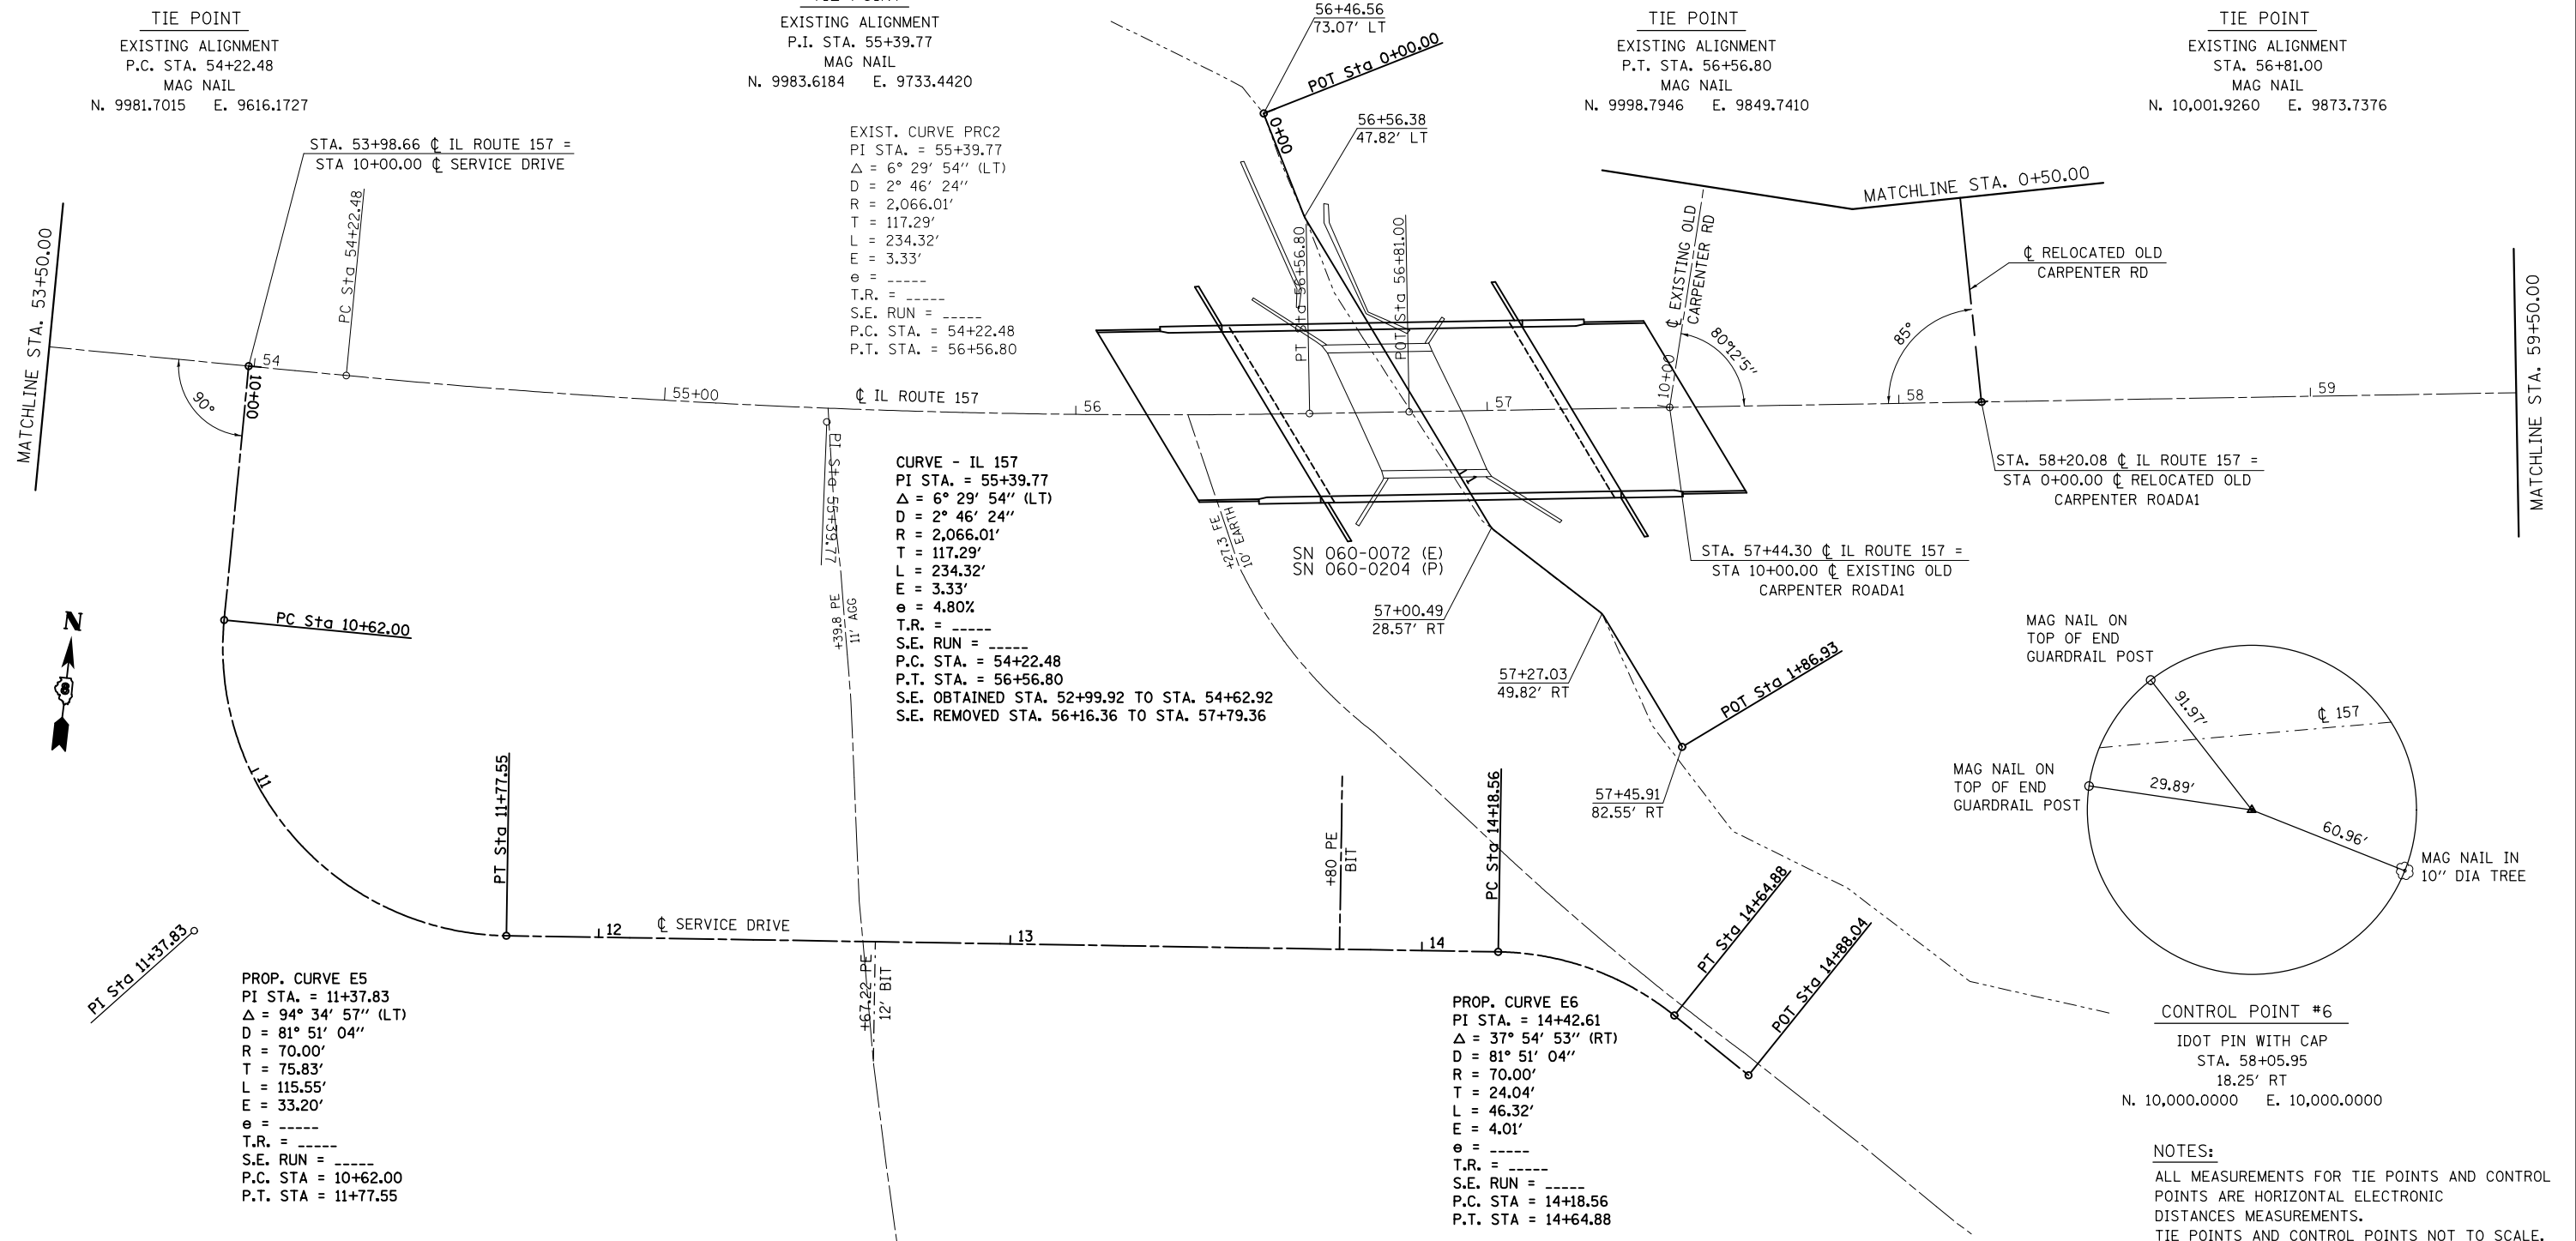 TIE POINT
EXISTING ALIGNMENT
P.C. STA. 54+22.48
MAG NAIL
N. 9981.7015 E. 9616.1727
TIE POINT
EXISTING ALIGNMENT
P.I. STA. 55+39.77
MAG NAIL
N. 9983.6184 E. 9733.4420
56+46.56
73.07' LT
POT Sta 0+00.00
0+00
56+56.38
47.82' LT
TIE POINT
EXISTING ALIGNMENT
P.T. STA. 56+56.80
MAG NAIL
N. 9998.7946 E. 9849.7410
TIE POINT
EXISTING ALIGNMENT
STA. 56+81.00
MAG NAIL
N. 10,001.9260 E. 9873.7376
STA. 53+98.66 ℄ IL ROUTE 157 =
STA 10+00.00 ℄ SERVICE DRIVE
EXIST. CURVE PRC2
PI STA. = 55+39.77
Δ = 6° 29' 54'' (LT)
D = 2° 46' 24''
R = 2,066.01'
T = 117.29'
L = 234.32'
E = 3.33'
e = _____
T.R. = _____
S.E. RUN = _____
P.C. STA. = 54+22.48
P.T. STA. = 56+56.80
MATCHLINE STA. 53+50.00
PC Sta 54+22.48
54
10+00
90°
55+00
℄ IL ROUTE 157
56
PI Sta 55+39.77
PT Sta 56+56.80
POT Sta 56+81.00
57
℄ EXISTING OLD
CARPENTER RD
10+00
80°12'5''
MATCHLINE STA. 0+50.00
℄ RELOCATED OLD
CARPENTER RD
85°
58
59
MATCHLINE STA. 59+50.00
STA. 58+20.08 ℄ IL ROUTE 157 =
STA 0+00.00 ℄ RELOCATED OLD
CARPENTER ROADA1
CURVE - IL 157
PI STA. = 55+39.77
Δ = 6° 29' 54'' (LT)
D = 2° 46' 24''
R = 2,066.01'
T = 117.29'
L = 234.32'
E = 3.33'
e = 4.80%
T.R. = _____
S.E. RUN = _____
P.C. STA. = 54+22.48
P.T. STA. = 56+56.80
S.E. OBTAINED STA. 52+99.92 TO STA. 54+62.92
S.E. REMOVED STA. 56+16.36 TO STA. 57+79.36
+27.3 FE
10' EARTH
1
SN 060-0072 (E)
SN 060-0204 (P)
STA. 57+44.30 ℄ IL ROUTE 157 =
STA 10+00.00 ℄ EXISTING OLD
CARPENTER ROADA1
57+00.49
28.57' RT
57+27.03
49.82' RT
POT Sta 1+86.93
57+45.91
82.55' RT
+39.8 PE
11' AGG
PC Sta 10+62.00
N
8
11
PT Sta 11+77.55
PI Sta 11+37.83
12
℄ SERVICE DRIVE
13
14
+67.22 PE
12' BIT
+80 PE
BIT
PC Sta 14+18.56
PT Sta 14+64.88
POT Sta 14+88.04
PROP. CURVE E5
PI STA. = 11+37.83
Δ = 94° 34' 57'' (LT)
D = 81° 51' 04''
R = 70.00'
T = 75.83'
L = 115.55'
E = 33.20'
e = _____
T.R. = _____
S.E. RUN = _____
P.C. STA = 10+62.00
P.T. STA = 11+77.55
PROP. CURVE E6
PI STA. = 14+42.61
Δ = 37° 54' 53'' (RT)
D = 81° 51' 04''
R = 70.00'
T = 24.04'
L = 46.32'
E = 4.01'
e = _____
T.R. = _____
S.E. RUN = _____
P.C. STA = 14+18.56
P.T. STA = 14+64.88
MAG NAIL ON
TOP OF END
GUARDRAIL POST
91.97'
℄ 157
MAG NAIL ON
TOP OF END
GUARDRAIL POST
29.89'
60.96'
MAG NAIL IN
10'' DIA TREE
CONTROL POINT #6
IDOT PIN WITH CAP
STA. 58+05.95
18.25' RT
N. 10,000.0000 E. 10,000.0000
NOTES:
ALL MEASUREMENTS FOR TIE POINTS AND CONTROL
POINTS ARE HORIZONTAL ELECTRONIC
DISTANCES MEASUREMENTS.
TIE POINTS AND CONTROL POINTS NOT TO SCALE.